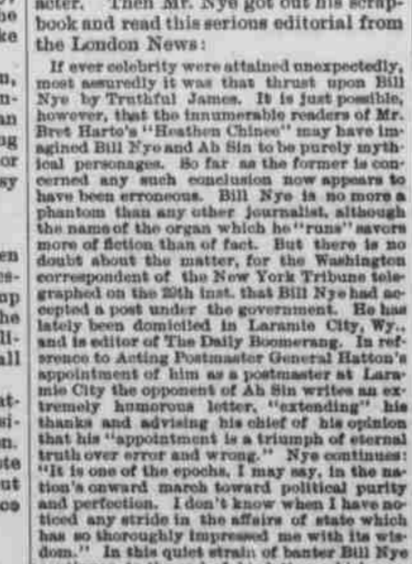 acter. Then Mr. Nye got out his scrap-
book and read this serious editorial from
the London News:
If ever celebrity were attained unexpectedly,
most assuredly it was that thrust upon Bill
Nye by Truthful James. It is just possible,
however, that the innumerable readers of Mr.
Bret Harte's "Heathen Chinee" may have im-
agined Bill Nye and Ah Sin to be purely myth-
ical personages. So far as the former is con-
cerned any such conclusion now appears to
have been erroneous. Bill Nye is no more a
phantom than any other journalist, although
the name of the organ which he "runs" savors
more of fiction than of fact. But there is no
doubt about the matter, for the Washington
correspondent of the New York Tribune tele-
graphed on the 29th inst. that Bill Nye had ac-
cepted a post under the government. He has
lately been domiciled in Laramie City, Wy.,
and is editor of The Daily Boomerang. In ref-
erence to Acting Postmaster General Hatton's
appointment of him as a postmaster at Lara-
mie City the opponent of Ah Sin writes an ex-
tremely humorous letter, "extending" his
thanks and advising his chief of his opinion
that his "appointment is a triumph of eternal
truth over error and wrong." Nye continues:
"It is one of the epochs, I may say, in the na-
tion's onward march toward political purity
and perfection. I don't know when I have no-
ticed any stride in the affairs of state which
has so thoroughly impressed me with its wis-
dom." In this quiet strain of banter Bill Nye